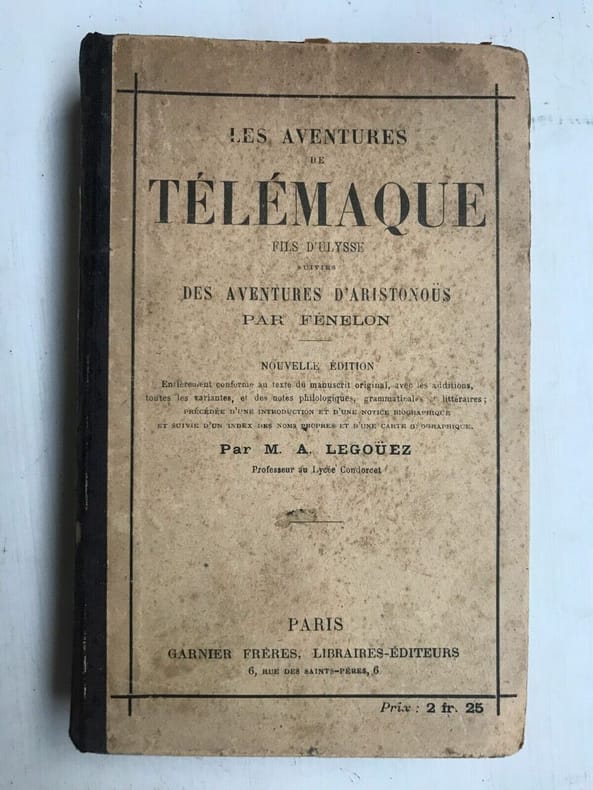 LES AVENTURES
DE
TÉLÉMAQUE
FILS D'ULYSSE
SUIVIES
DES AVENTURES D'ARISTONOÜS
PAR FÉNELON
NOUVELLE ÉDITION
Entièrement conforme au texte du manuscrit original, avec les additions,
toutes les variantes, et des notes philologiques, grammaticales et littéraires;
PRÉCÉDÉE D'UNE INTRODUCTION ET D'UNE NOTICE BIOGRAPHIQUE
ET SUIVIE D'UN INDEX DES NOMS PROPRES ET D'UNE CARTE GÉOGRAPHIQUE.
Par M. A. LEGOÜEZ
Professeur au Lycée Condorcet
PARIS
GARNIER FRÈRES, LIBRAIRES-ÉDITEURS
6, RUE DES SAINTS-PÈRES, 6
Prix : 2 fr. 25